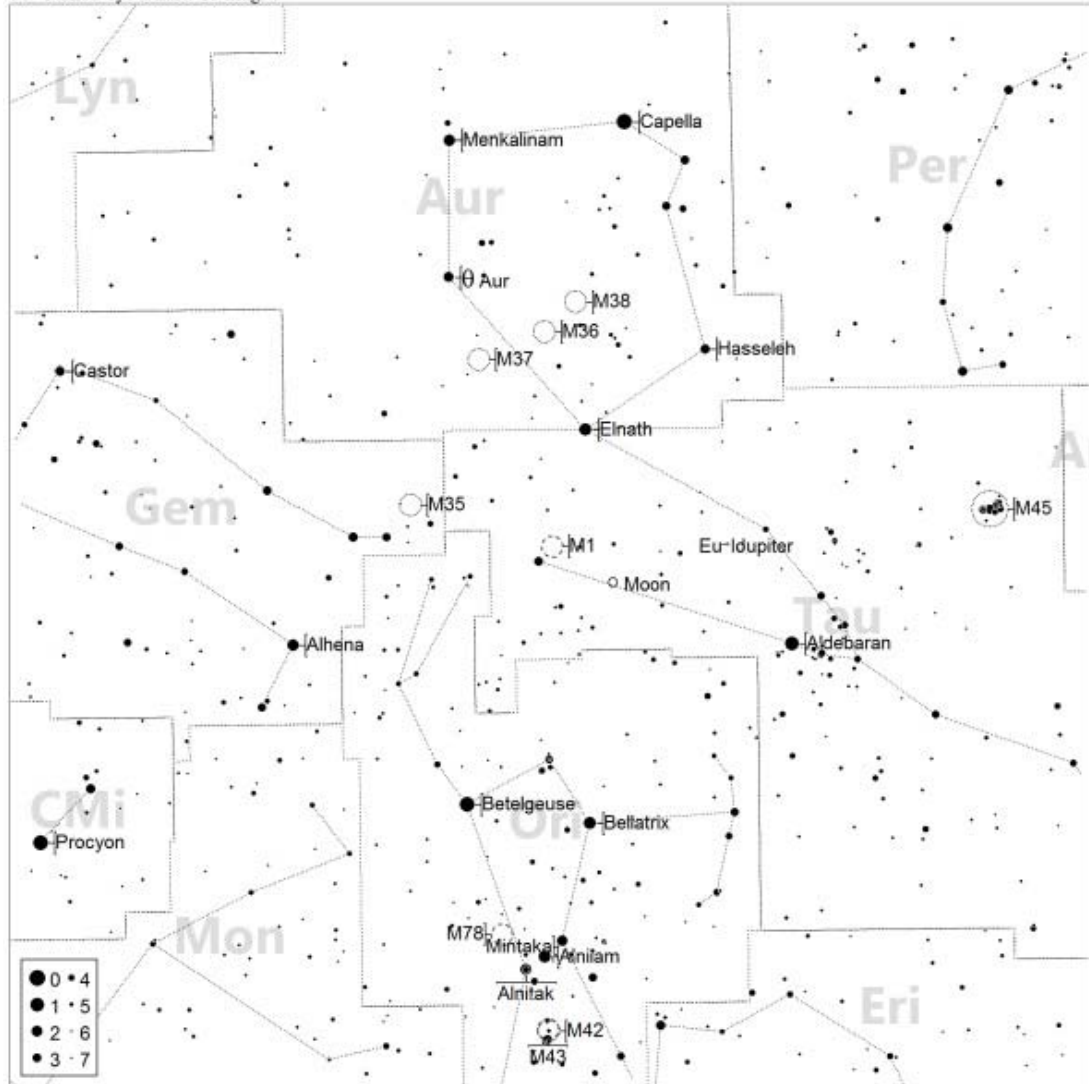 Lyn
Capella
Menkalinam
Per
Aur
θ Aur
M38
M36
Hasseleh
M37
Castor
Elnath
A
Gem
M35
M45
Eu-Idupiter
M1
Moon
Tau
Alhena
Aldebaran
CMi
Betelgeuse
Ori
Bellatrix
Procyon
Mon
M78
Mintaka
Alnilam
Alnitak
Eri
0 4
1 5
2 6
3 7
M42
M43